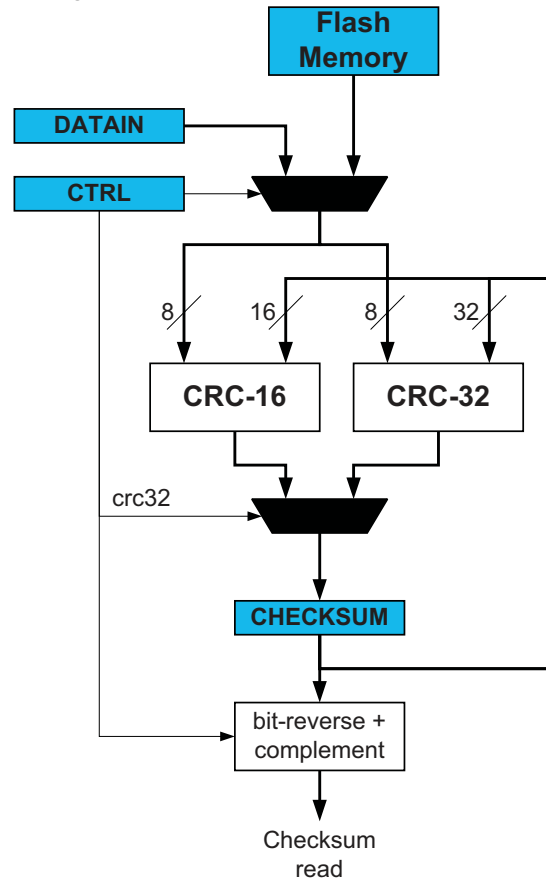 Flash
Memory
DATAIN
CTRL
8
16
8
32
CRC-16
CRC-32
crc32
CHECKSUM
bit-reverse +
complement
Checksum
read